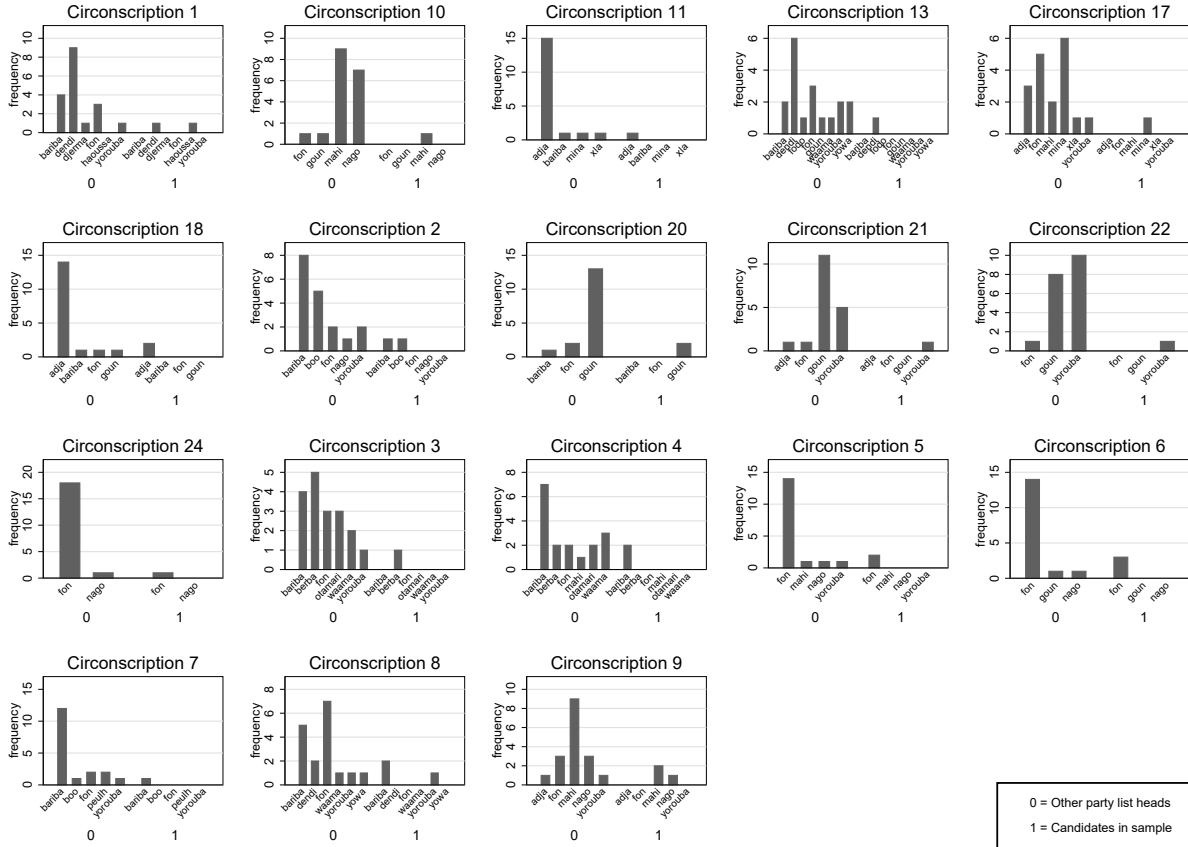 Circonscription 1
frequency
0 2 4 6 8 10
bariba dendi djerma fon haoussa yorouba bariba dendi djerma fon haoussa yorouba
0 1
Circonscription 10
frequency
0 2 4 6 8 10
fon goun mahi nago fon goun mahi nago
0 1
Circonscription 11
frequency
0 5 10 15
adja bariba mina xla adja bariba mina xla
0 1
Circonscription 13
frequency
0 2 4 6
bariba dendi fon goun waama yorouba yowa bariba dendi fon goun waama yorouba yowa
0 1
Circonscription 17
frequency
0 2 4 6
adja fon mahi mina xla yorouba adja fon mahi mina xla yorouba
0 1
Circonscription 18
frequency
0 5 10 15
adja bariba fon goun adja bariba fon goun
0 1
Circonscription 2
frequency
0 2 4 6 8
bariba boo fon nago yorouba bariba boo fon nago yorouba
0 1
Circonscription 20
frequency
0 5 10 15
bariba fon goun bariba fon goun
0 1
Circonscription 21
frequency
0 5 10
adja fon goun yorouba adja fon goun yorouba
0 1
Circonscription 22
frequency
0 2 4 6 8 10
fon goun yorouba fon goun yorouba
0 1
Circonscription 24
frequency
0 5 10 15 20
fon nago fon nago
0 1
Circonscription 3
frequency
0 1 2 3 4 5
bariba berba fon otamari waama yorouba bariba berba fon otamari waama yorouba
0 1
Circonscription 4
frequency
0 2 4 6 8
bariba berba fon mahi otamari waama bariba berba fon mahi otamari waama
0 1
Circonscription 5
frequency
0 5 10 15
fon mahi nago yorouba fon mahi nago yorouba
0 1
Circonscription 6
frequency
0 5 10 15
fon goun nago fon goun nago
0 1
Circonscription 7
frequency
0 5 10 15
bariba boo fon peulh yorouba bariba boo fon peulh yorouba
0 1
Circonscription 8
frequency
0 2 4 6 8
bariba dendi fon waama yorouba yowa bariba dendi fon waama yorouba yowa
0 1
Circonscription 9
frequency
0 2 4 6 8 10
adja fon mahi nago yorouba adja fon mahi nago yorouba
0 1
0 = Other party list heads
1 = Candidates in sample